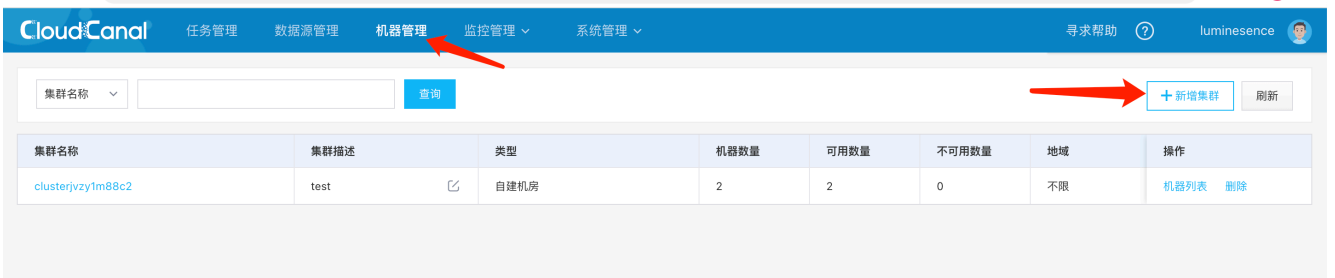 CloudCanal 任务管理 数据源管理 机器管理 监控管理 系统管理 寻求帮助 ? luminesence
集群名称 查询 +新增集群 刷新
集群名称 集群描述 类型 机器数量 可用数量 不可用数量 地域 操作
clusterjvzy1m88c2 test 自建机房 2 2 0 不限 机器列表 删除